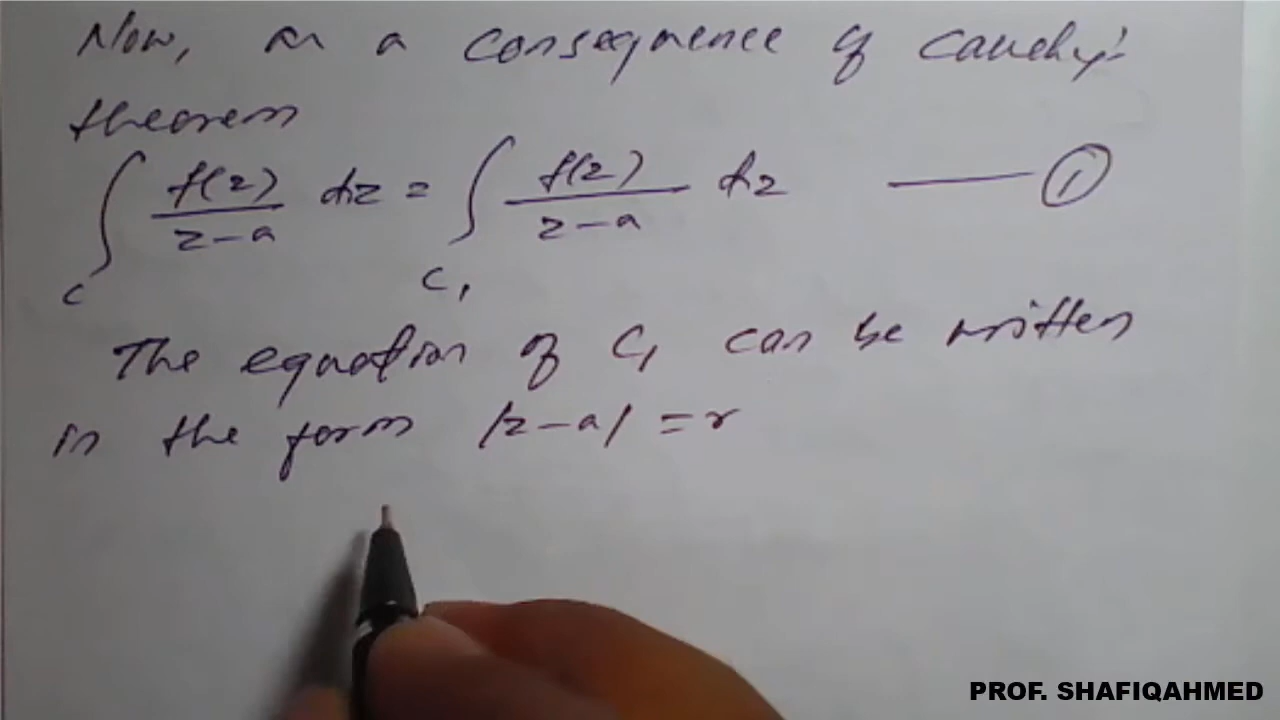 Now, as a consequence of Cauchy's
theorem
∫_C f(z)/(z-a) dz = ∫_C₁ f(z)/(z-a) dz —— ①
The equation of C₁ can be written
in the form |z-a| = r
PROF. SHAFIQAHMED